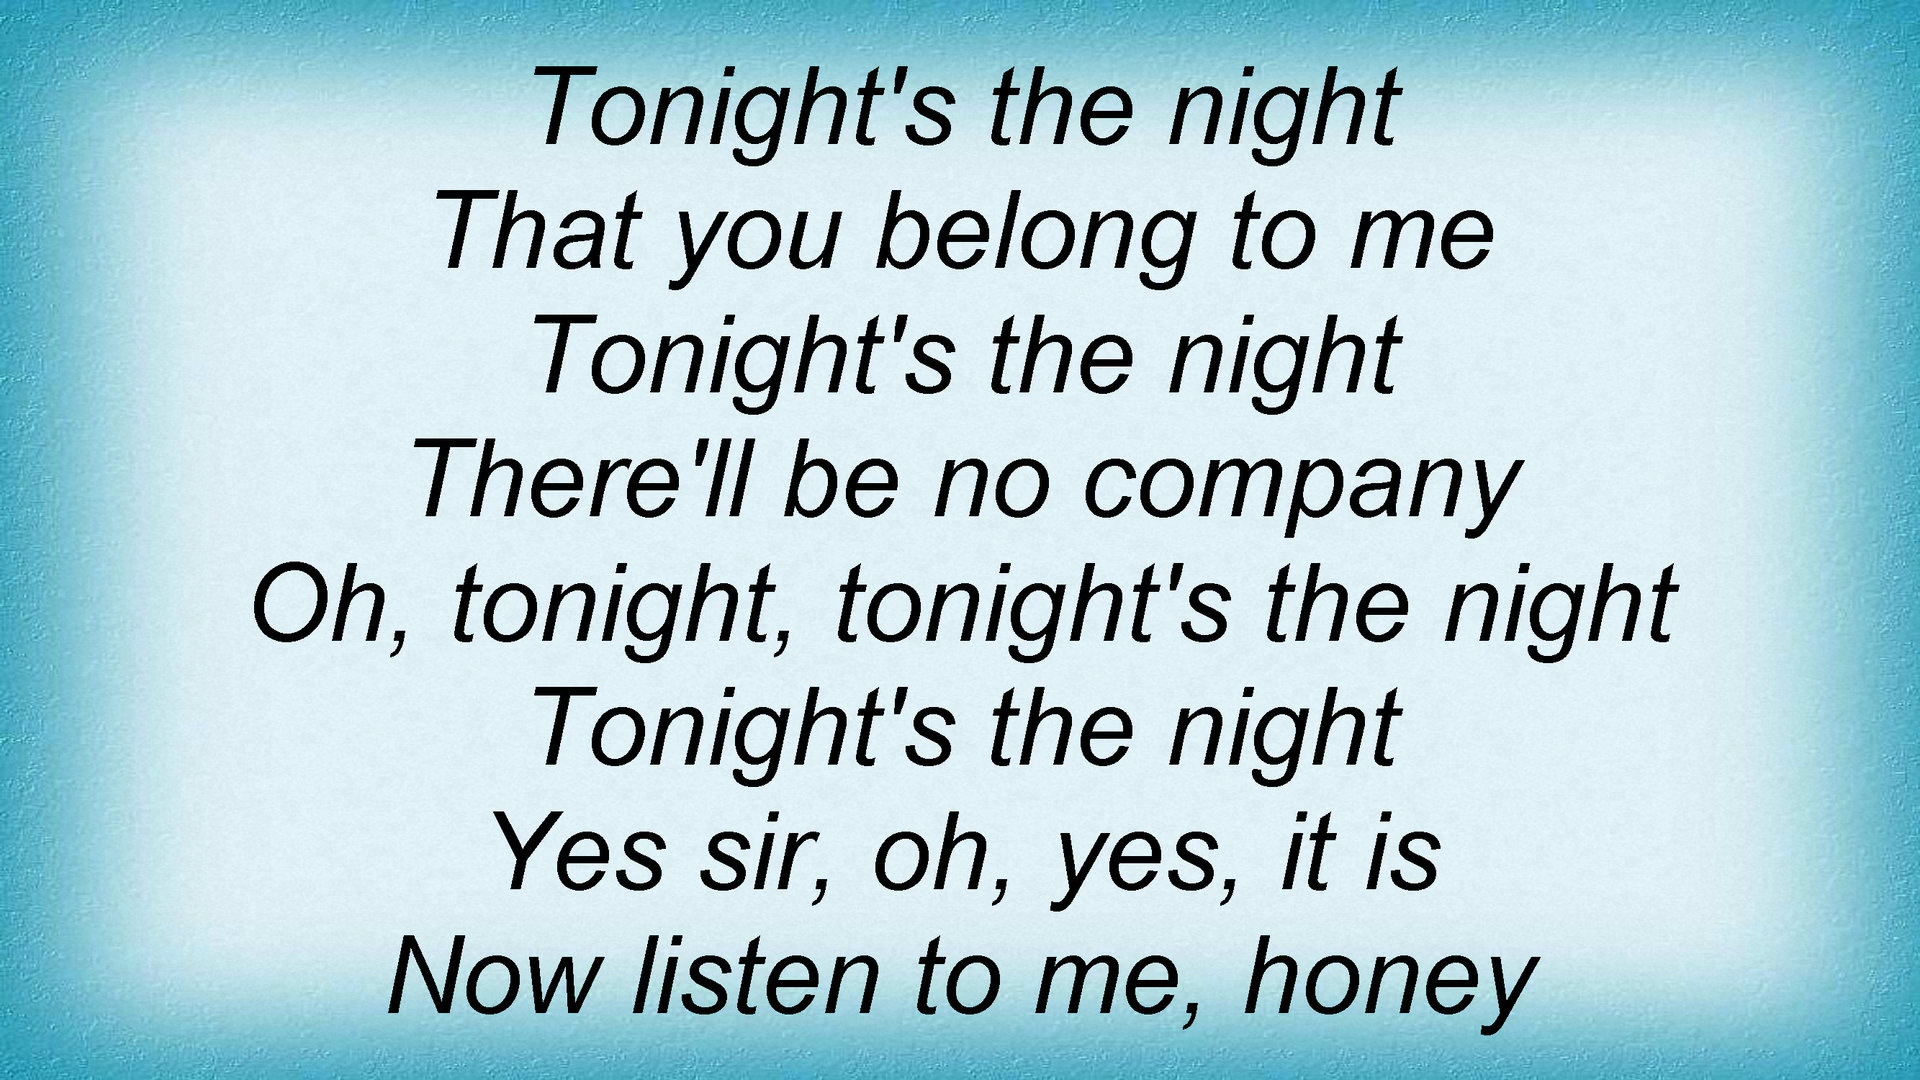 Tonight's the night
That you belong to me
Tonight's the night
There'll be no company
Oh, tonight, tonight's the night
Tonight's the night
Yes sir, oh, yes, it is
Now listen to me, honey